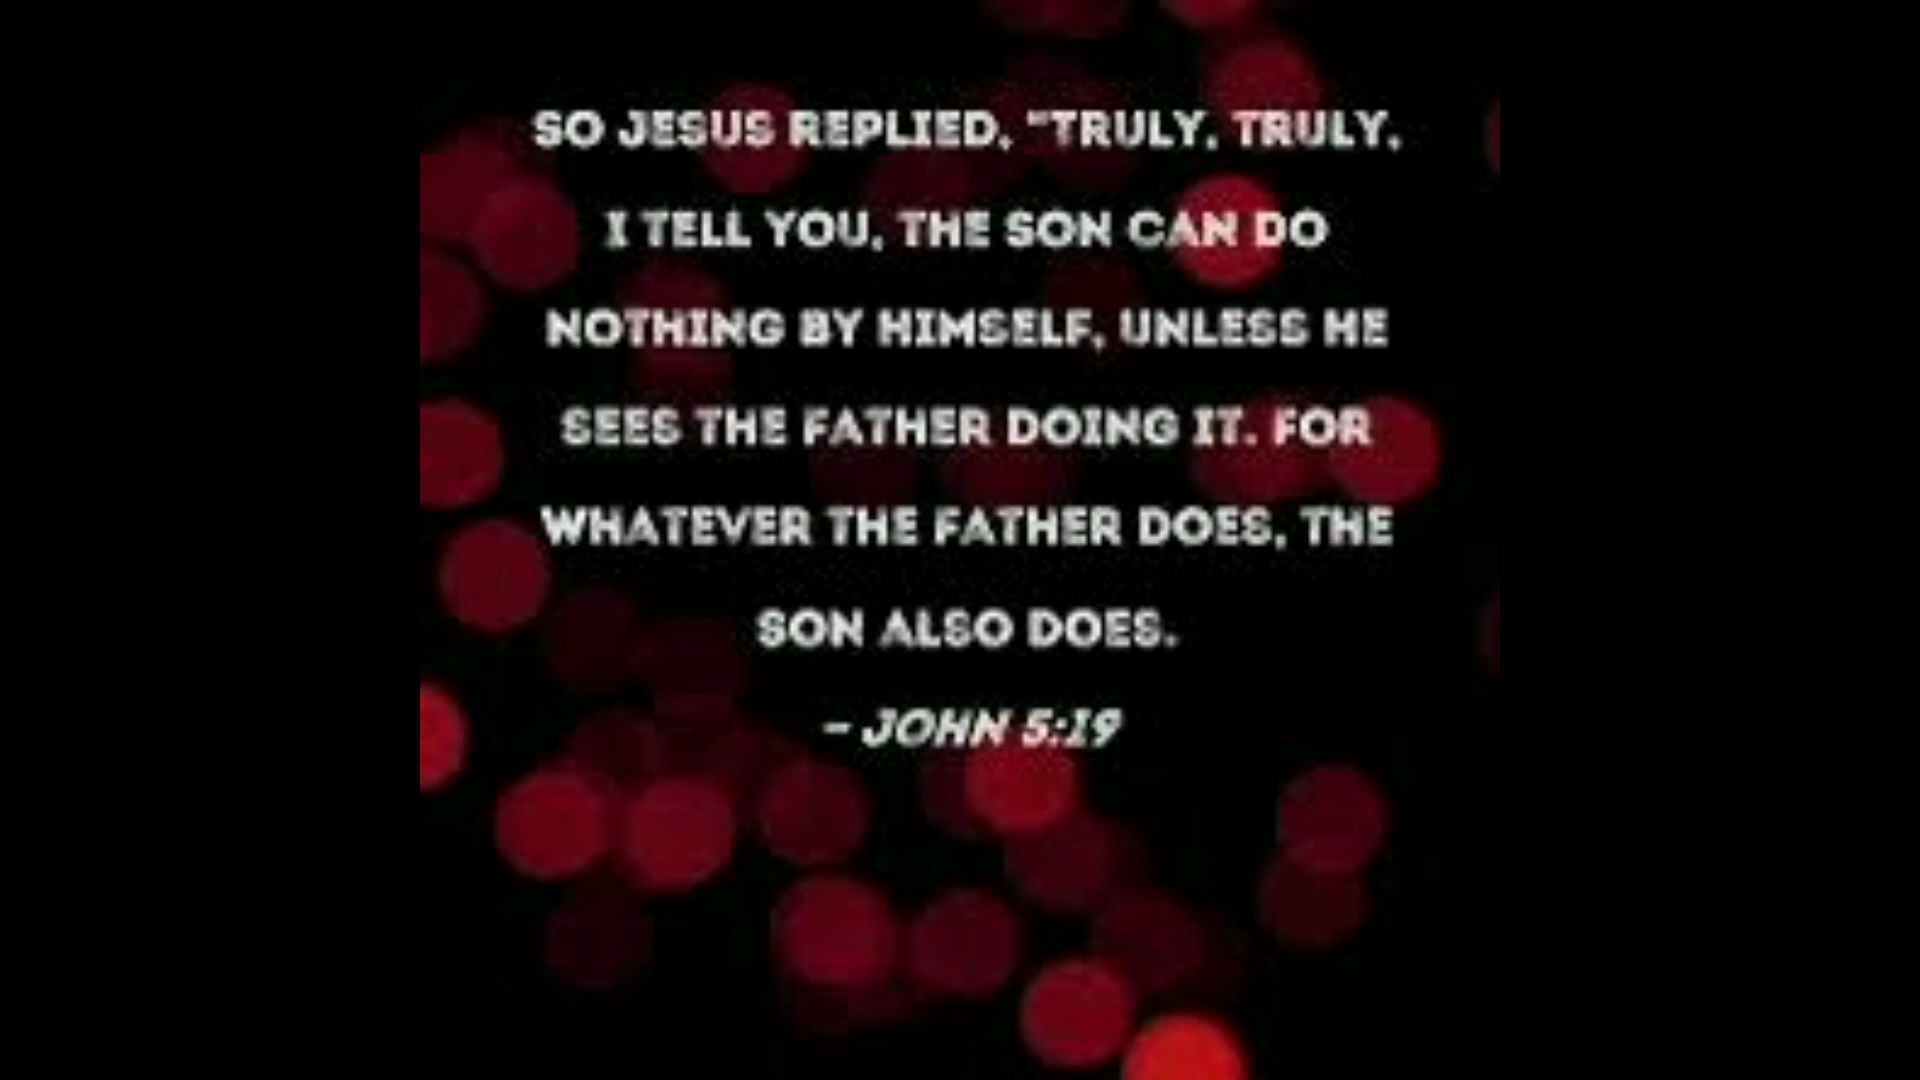 SO JESUS REPLIED, "TRULY, TRULY,
I TELL YOU, THE SON CAN DO
NOTHING BY HIMSELF, UNLESS HE
SEES THE FATHER DOING IT. FOR
WHATEVER THE FATHER DOES, THE
SON ALSO DOES.
- JOHN 5:19